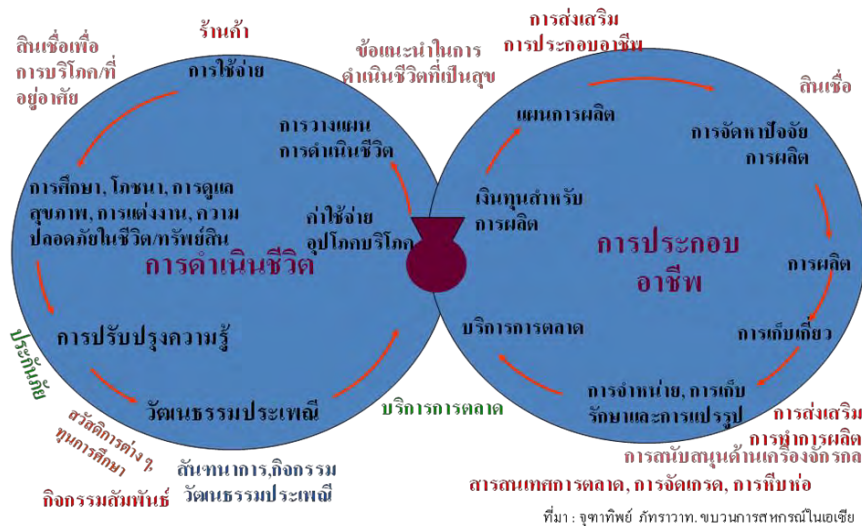 ร้านค้า
สินเชื่อเพื่อ
การบริโภค/ที่
อยู่อาศัย
การใช้จ่าย
ข้อแนะนำในการ
ดำเนินชีวิตที่เป็นสุข
การวางแผน
การดำเนินชีวิต
การศึกษา, โภชนา, การดูแล
สุขภาพ, การแต่งงาน, ความ
ปลอดภัยในชีวิต/ทรัพย์สิน
ค่าใช้จ่าย
อุปโภคบริโภค
การดำเนินชีวิต
การปรับปรุงความรู้
วัฒนธรรมประเพณี
ประกันภัย
สวัสดิการต่างๆ,
ทุนการศึกษา
กิจกรรมสัมพันธ์
สันทนาการ,กิจกรรม
วัฒนธรรมประเพณี
บริการการตลาด
การส่งเสริม
การประกอบอาชีพ
สินเชื่อ
แผนการผลิต
การจัดหาปัจจัย
การผลิต
เงินทุนสำหรับ
การผลิต
การประกอบ
อาชีพ
การผลิต
บริการการตลาด
การเก็บเกี่ยว
การจำหน่าย, การเก็บ
รักษาและการแปรรูป
การส่งเสริม
การทำการผลิต
การสนับสนุนด้านเครื่องจักรกล
สารสนเทศการตลาด, การจัดเกรด, การหีบห่อ
ที่มา : จุฑาทิพย์ ภัทราวาท. ขบวนการสหกรณ์ในเอเชีย